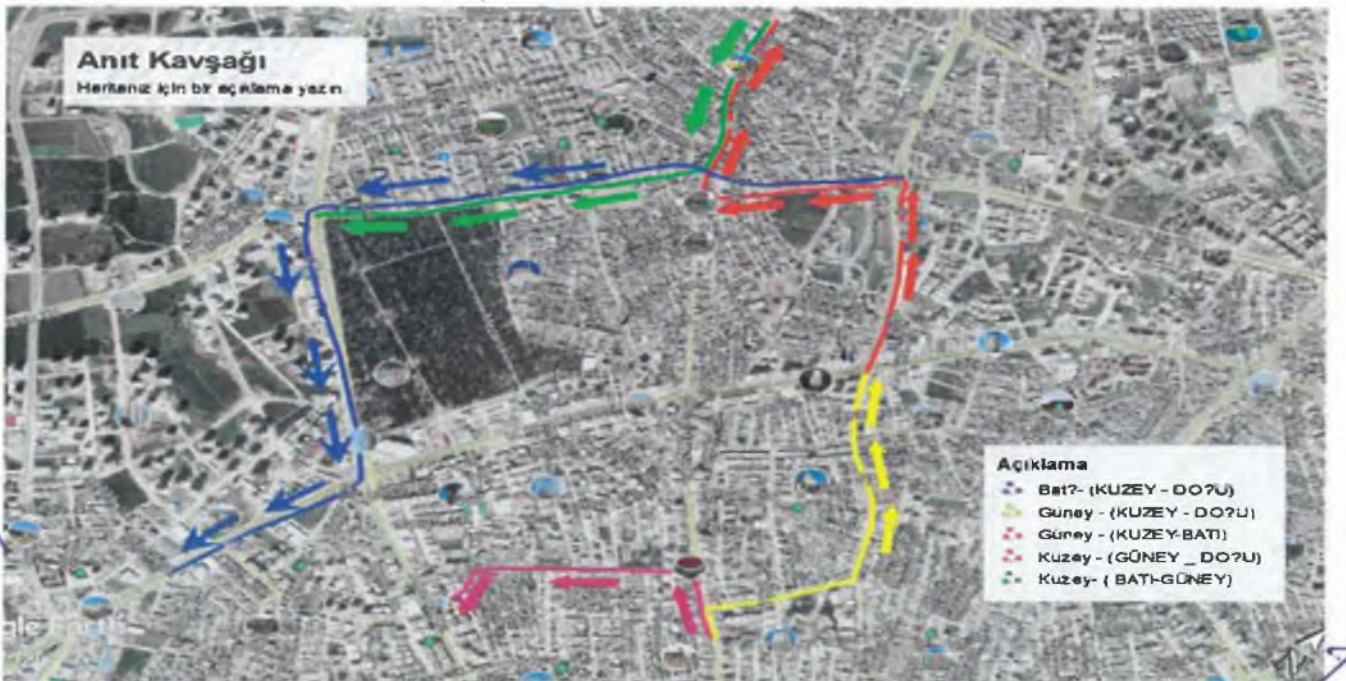 Anıt Kavşağı
Haritanız için bir açıklama yazın
Açıklama
Bat?- (KUZEY - DO?U)
Güney - (KUZEY - DO?U)
Güney - (KUZEY-BATI)
Kuzey - (GÜNEY _ DO?U)
Kuzey- ( BATI-GÜNEY)